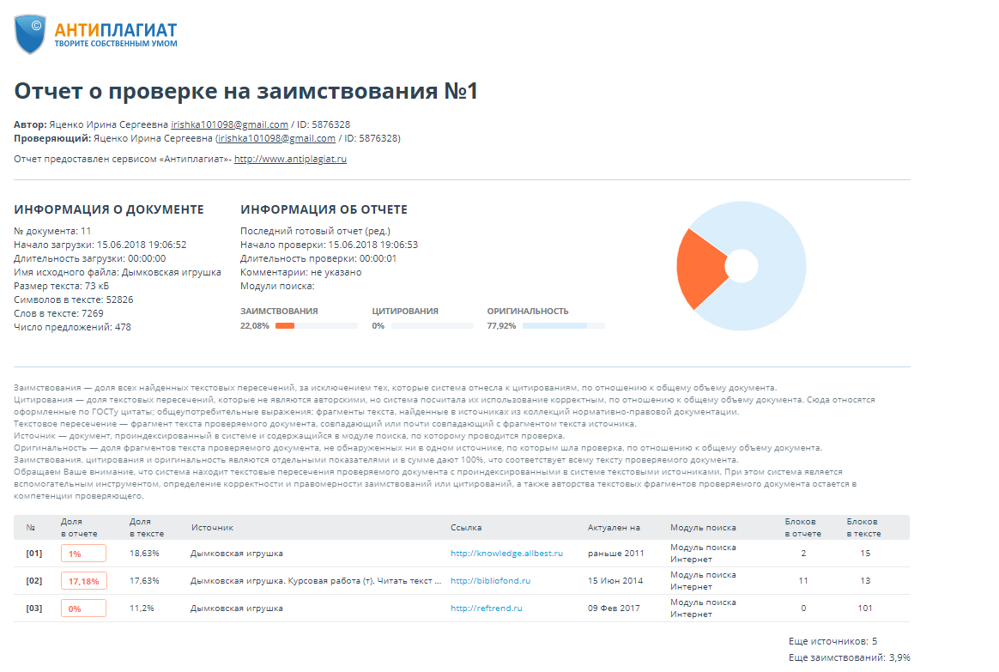 ©
АНТИПЛАГИАТ
ТВОРИТЕ СОБСТВЕННЫМ УМОМ
Отчет о проверке на заимствования №1
Автор: Яценко Ирина Сергеевна irishka101098@gmail.com / ID: 5876328
Проверяющий: Яценко Ирина Сергеевна (irishka101098@gmail.com / ID: 5876328)
Отчет предоставлен сервисом «Антиплагиат»- http://www.antiplagiat.ru
ИНФОРМАЦИЯ О ДОКУМЕНТЕ
№ документа: 11
Начало загрузки: 15.06.2018 19:06:52
Длительность загрузки: 00:00:00
Имя исходного файла: Дымковская игрушка
Размер текста: 73 кБ
Символов в тексте: 52826
Слов в тексте: 7269
Число предложений: 478
ИНФОРМАЦИЯ ОБ ОТЧЕТЕ
Последний готовый отчет (ред.)
Начало проверки: 15.06.2018 19:06:53
Длительность проверки: 00:00:01
Комментарии: не указано
Модули поиска:
ЗАИМСТВОВАНИЯ ЦИТИРОВАНИЯ ОРИГИНАЛЬНОСТЬ
22,08% 0% 77,92%
Заимствования — доля всех найденных текстовых пересечений, за исключением тех, которые система отнесла к цитированиям, по отношению к общему объему документа.
Цитирования — доля текстовых пересечений, которые не являются авторскими, но система посчитала их использование корректным, по отношению к общему объему документа. Сюда относятся
оформленные по ГОСТу цитаты; общеупотребительные выражения; фрагменты текста, найденные в источниках из коллекций нормативно-правовой документации.
Текстовое пересечение — фрагмент текста проверяемого документа, совпадающий или почти совпадающий с фрагментом текста источника.
Источник — документ, проиндексированный в системе и содержащийся в модуле поиска, по которому проводится проверка.
Оригинальность — доля фрагментов текста проверяемого документа, не обнаруженных ни в одном источнике, по которым шла проверка, по отношению к общему объему документа.
Заимствования, цитирования и оригинальность являются отдельными показателями и в сумме дают 100%, что соответствует всему тексту проверяемого документа.
Обращаем Ваше внимание, что система находит текстовые пересечения проверяемого документа с проиндексированными в системе текстовыми источниками. При этом система является
вспомогательным инструментом, определение корректности и правомерности заимствований или цитирований, а также авторства текстовых фрагментов проверяемого документа остается в
компетенции проверяющего.
№ Доля в отчете Доля в тексте Источник Ссылка Актуален на Модуль поиска Блоков в отчете Блоков в тексте
[01] 1% 18,63% Дымковская игрушка http://knowledge.allbest.ru раньше 2011 Модуль поиска Интернет 2 15
[02] 17,18% 17,63% Дымковская игрушка. Курсовая работа (т). Читать текст ... http://bibliofond.ru 15 Июн 2014 Модуль поиска Интернет 11 13
[03] 0% 11,2% Дымковская игрушка http://reftrend.ru 09 Фев 2017 Модуль поиска Интернет 0 101
Еще источников: 5
Еще заимствований: 3,9%